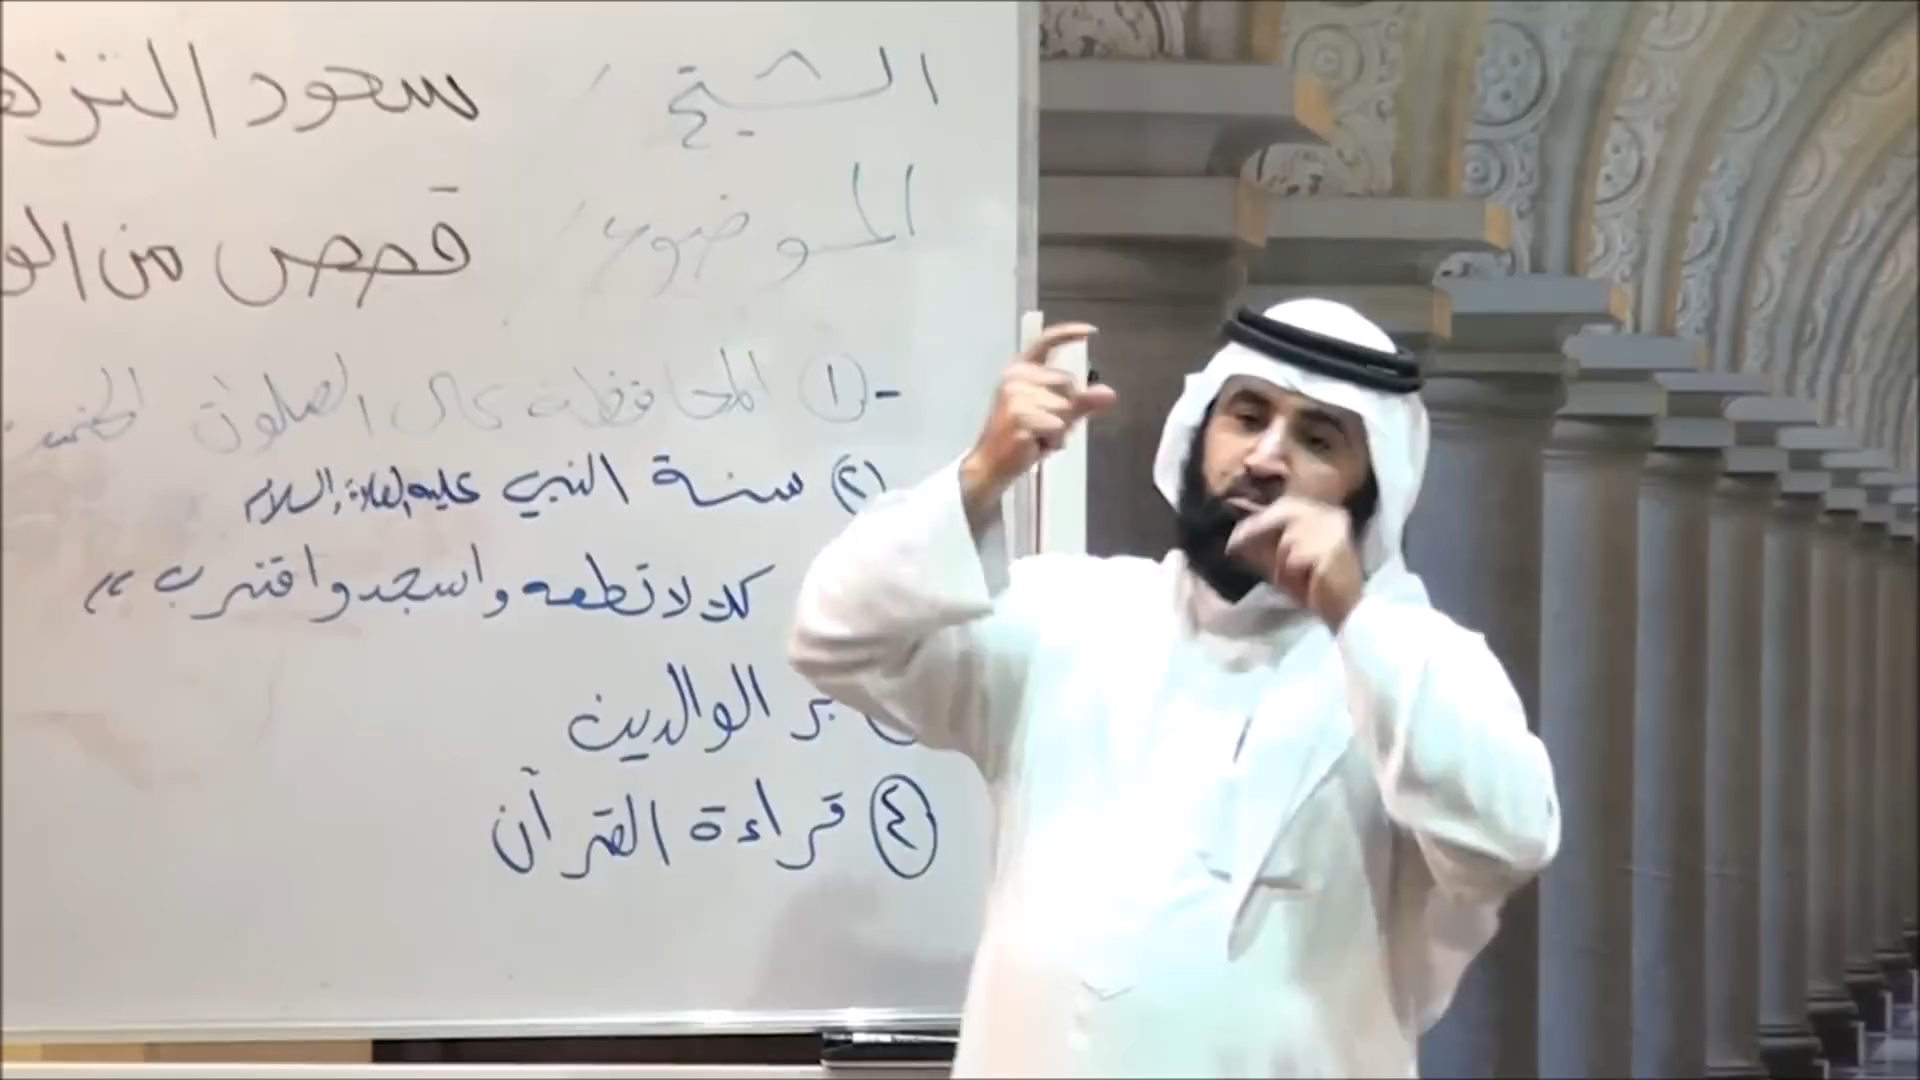 الشيخ / سعود
الموضوع / قصص من
- ١ المحافظة على الصلوات الخمس
٢ سنة النبي عليه الصلاة والسلام
كلا لا تطعه واسجد واقترب "
بر الوالدين
٤ قراءة القرآن